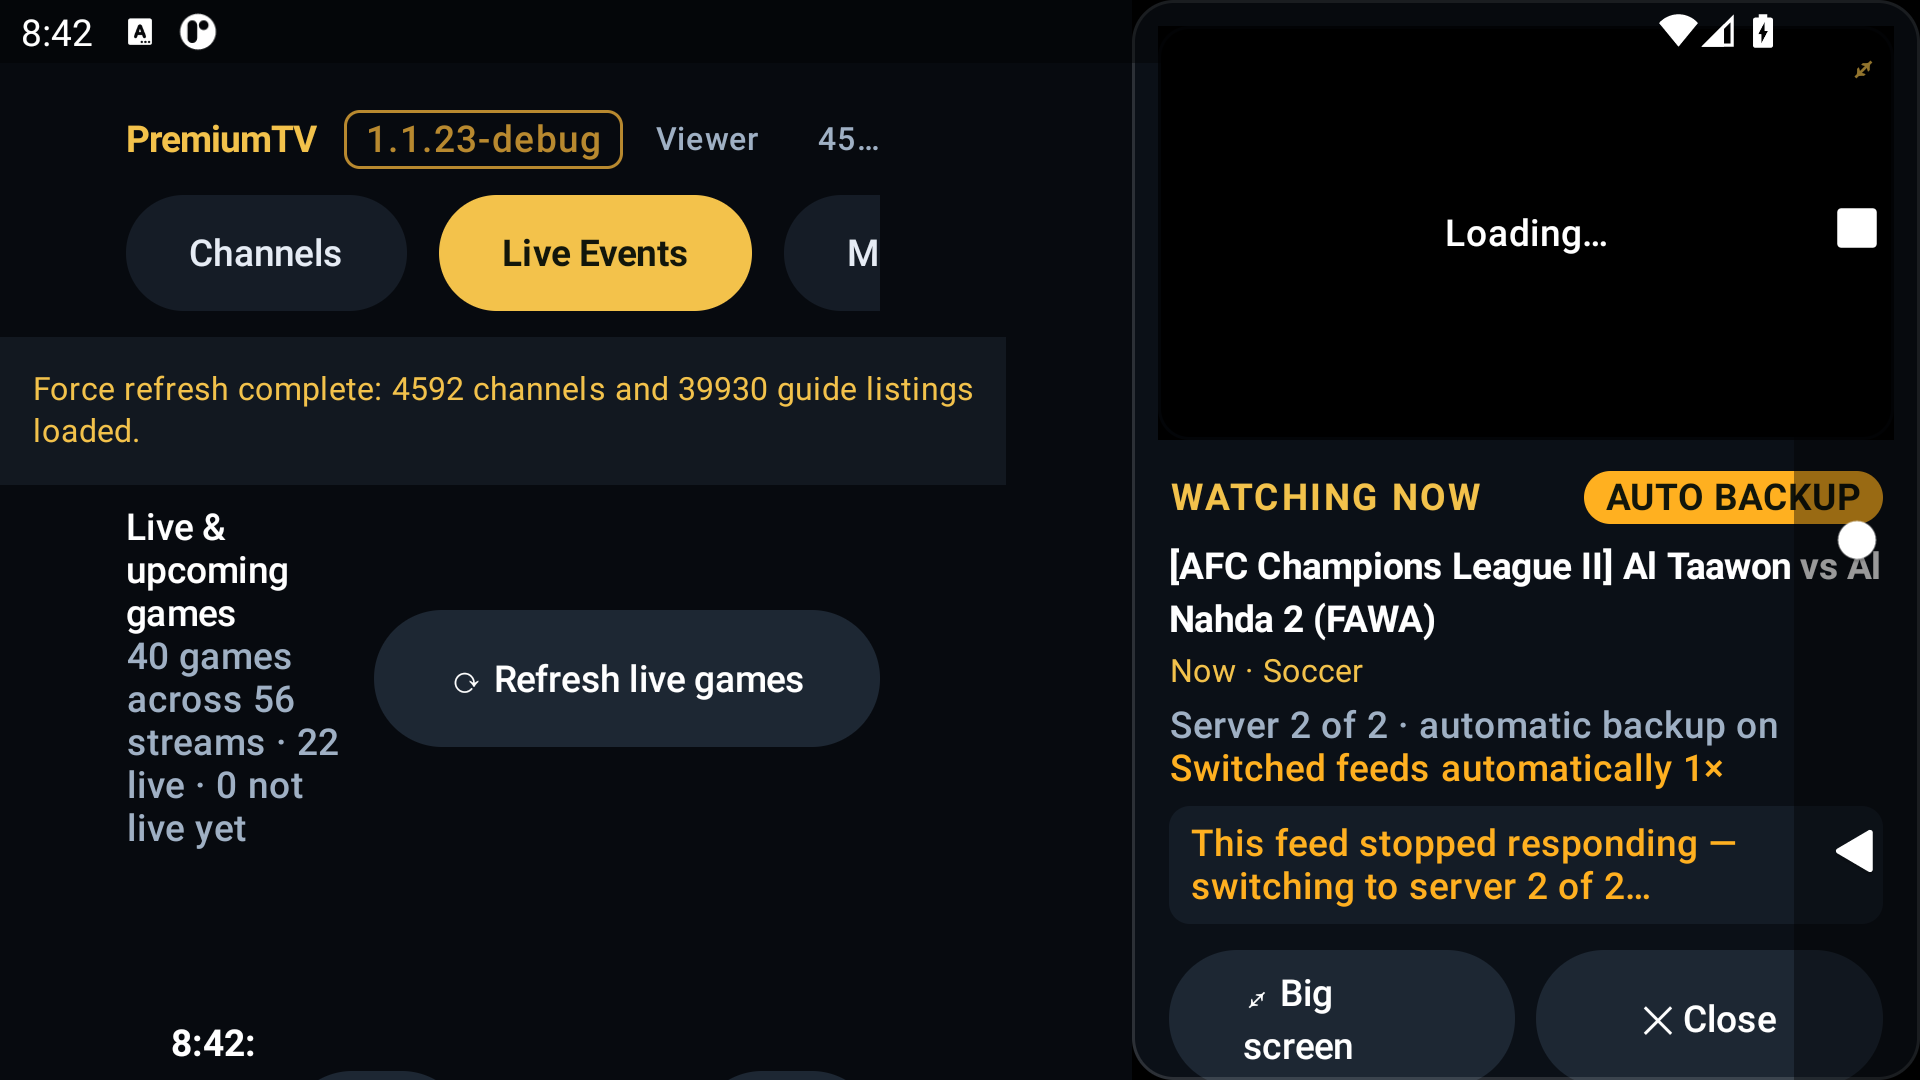 8:42
PremiumTV 1.1.23-debug Viewer 45…
Channels Live Events M
Force refresh complete: 4592 channels and 39930 guide listings
loaded.
Live &
upcoming
games
40 games
across 56
streams · 22
live · 0 not
live yet
⟳ Refresh live games
8:42:
Loading…
WATCHING NOW AUTO BACKUP
[AFC Champions League II] Al Taawon vs Al
Nahda 2 (FAWA)
Now · Soccer
Server 2 of 2 · automatic backup on
Switched feeds automatically 1×
This feed stopped responding —
switching to server 2 of 2…
Big
screen
Close